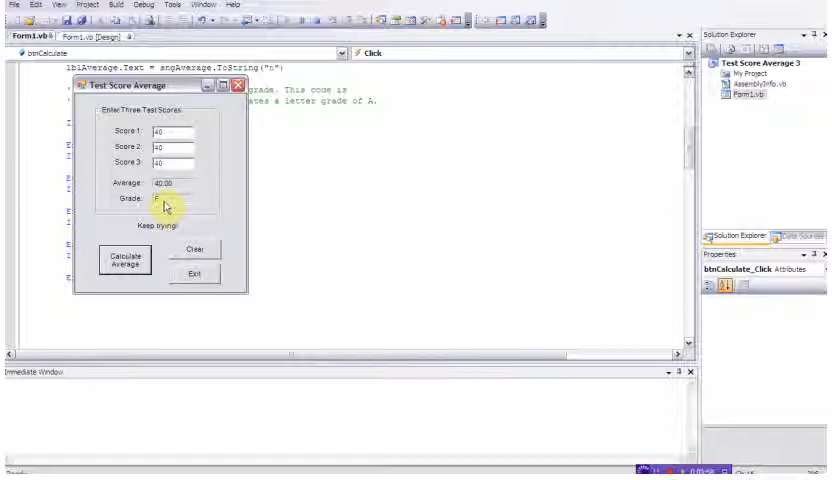 File Edit View Project Build Debug Tools Window Help
Form1.vb Form1.vb [Design]
btnCalculate
Click
lblAverage.Text = sngAverage.ToString("n")
grade. This code is
ates a letter grade of A.
Test Score Average
Enter Three Test Scores
Score 1: 40
Score 2: 40
Score 3: 40
Average: 40.00
Grade: F
Keep trying!
Calculate
Average
Clear
Exit
Solution Explorer
Test Score Average 3
My Project
AssemblyInfo.vb
Form1.vb
Solution Explorer Data Sources
Properties
btnCalculate_Click Attributes
Immediate Window